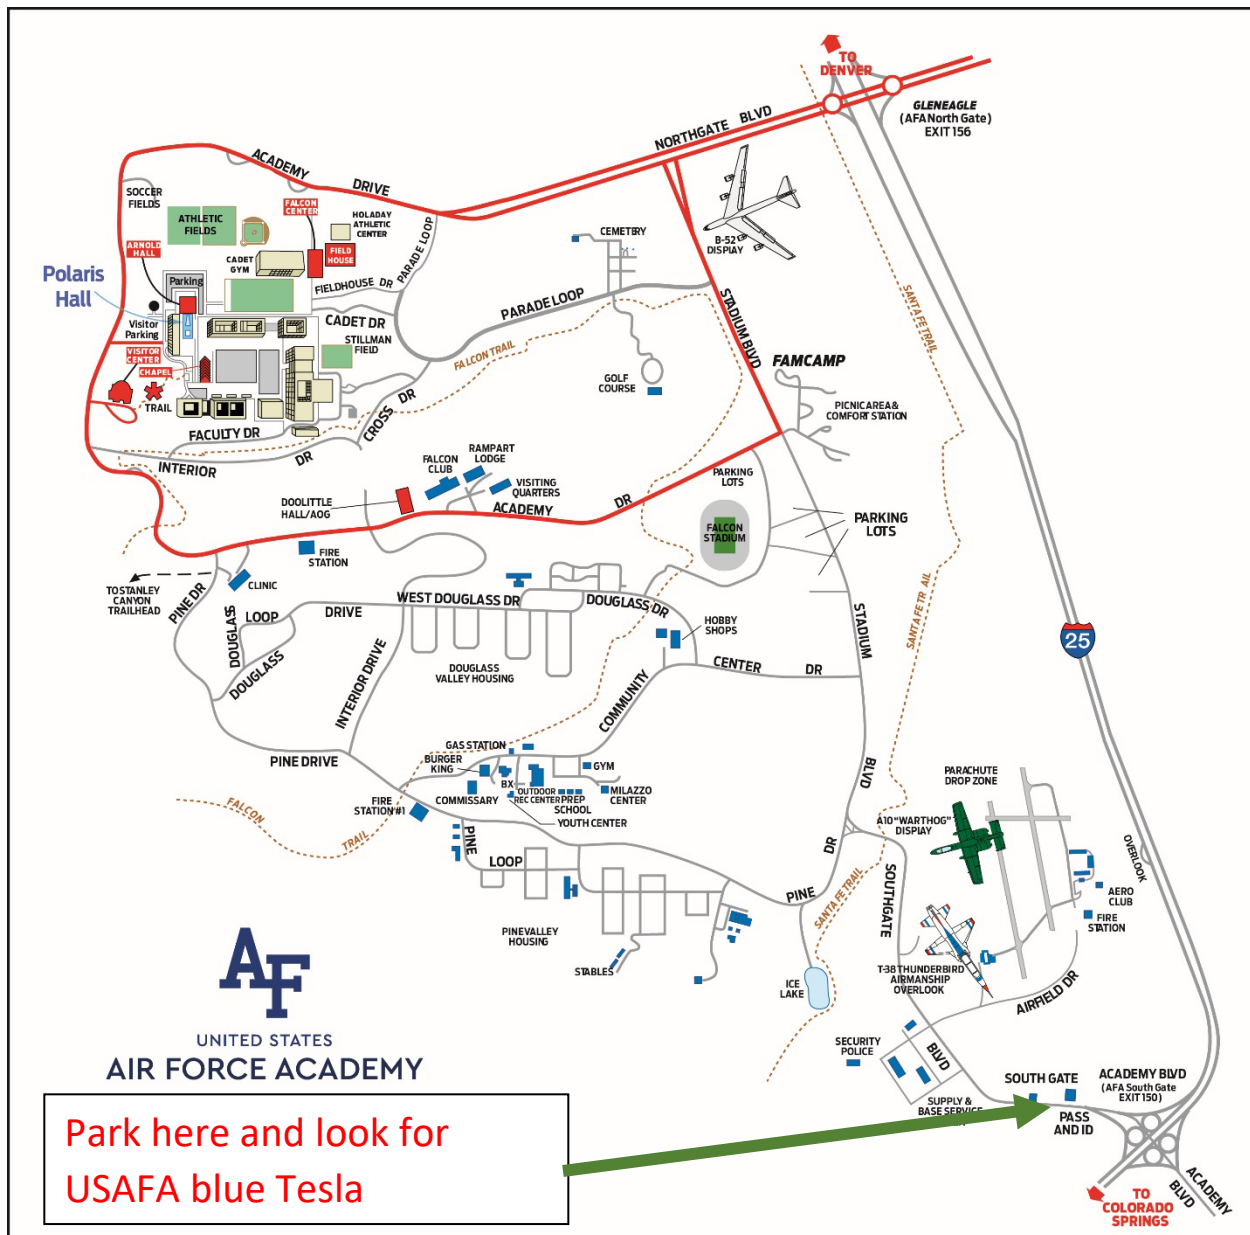 TO
DENVER
GLENEAGLE
(AFA North Gate)
EXIT 156
NORTHGATE BLVD
ACADEMY DRIVE
SOCCER
FIELDS
ATHLETIC
FIELDS
FALCON
CENTER
HOLADAY
ATHLETIC
CENTER
FIELD
HOUSE
ARNOLD
HALL
CADET
GYM
PARADE LOOP
FIELDHOUSE DR
Polaris
Hall
Parking
Visitor
Parking
CADET DR
STILLMAN
FIELD
VISITOR
CENTER
CHAPEL
TRAIL
FACULTY DR
INTERIOR DR
CROSS DR
FALCON TRAIL
PARADE LOOP
CEMETERY
B-52
DISPLAY
STADIUM BLVD
SANTA FE TRAIL
GOLF
COURSE
FAMCAMP
PICNIC AREA &
COMFORT STATION
FALCON
CLUB
RAMPART
LODGE
VISITING
QUARTERS
DOOLITTLE
HALL/AOG
ACADEMY DR
PARKING
LOTS
FALCON
STADIUM
PARKING
LOTS
FIRE
STATION
CLINIC
TO STANLEY
CANYON
TRAILHEAD
PINE DR
DOUGLASS LOOP
DOUGLASS DRIVE
WEST DOUGLASS DR
DOUGLASS DR
HOBBY
SHOPS
SANTA FE TRAIL
25
STADIUM BLVD
DOUGLASS
VALLEY HOUSING
INTERIOR DRIVE
COMMUNITY CENTER DR
PINE DRIVE
GAS STATION
BURGER
KING
BX
GYM
COMMISSARY
OUTDOOR
REC CENTER
PREP
SCHOOL
MILAZZO
CENTER
YOUTH CENTER
FIRE
STATION #1
FALCON TRAIL
PINE LOOP
PINE DR
PARACHUTE
DROP ZONE
A10 "WARTHOG"
DISPLAY
OVERLOOK
AERO
CLUB
FIRE
STATION
SOUTHGATE BLVD
SANTA FE TRAIL
PINE VALLEY
HOUSING
STABLES
ICE
LAKE
T-38 THUNDERBIRD
AIRMANSHIP
OVERLOOK
AIRFIELD DR
SECURITY
POLICE
SUPPLY &
BASE SERVICE
SOUTH GATE
PASS
AND ID
ACADEMY BLVD
(AFA South Gate
EXIT 150)
ACADEMY
BLVD
TO
COLORADO
SPRINGS
AF
UNITED STATES
AIR FORCE ACADEMY
Park here and look for
USAFA blue Tesla